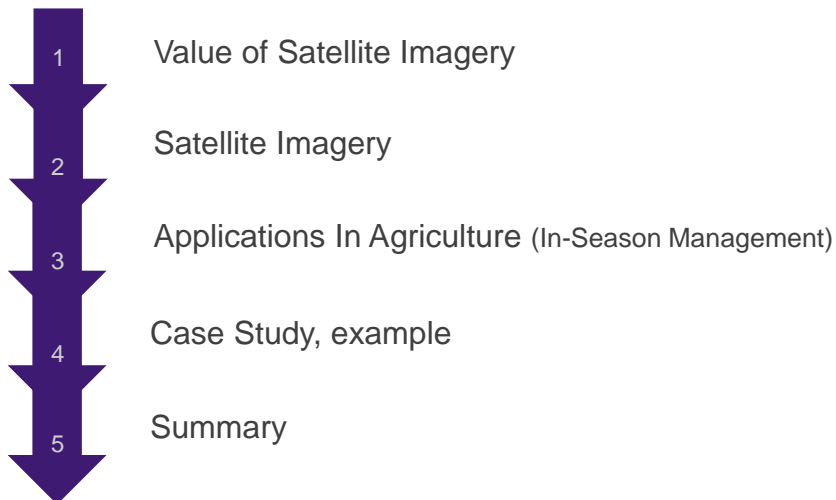 1 Value of Satellite Imagery
2 Satellite Imagery
3 Applications In Agriculture (In-Season Management)
4 Case Study, example
5 Summary